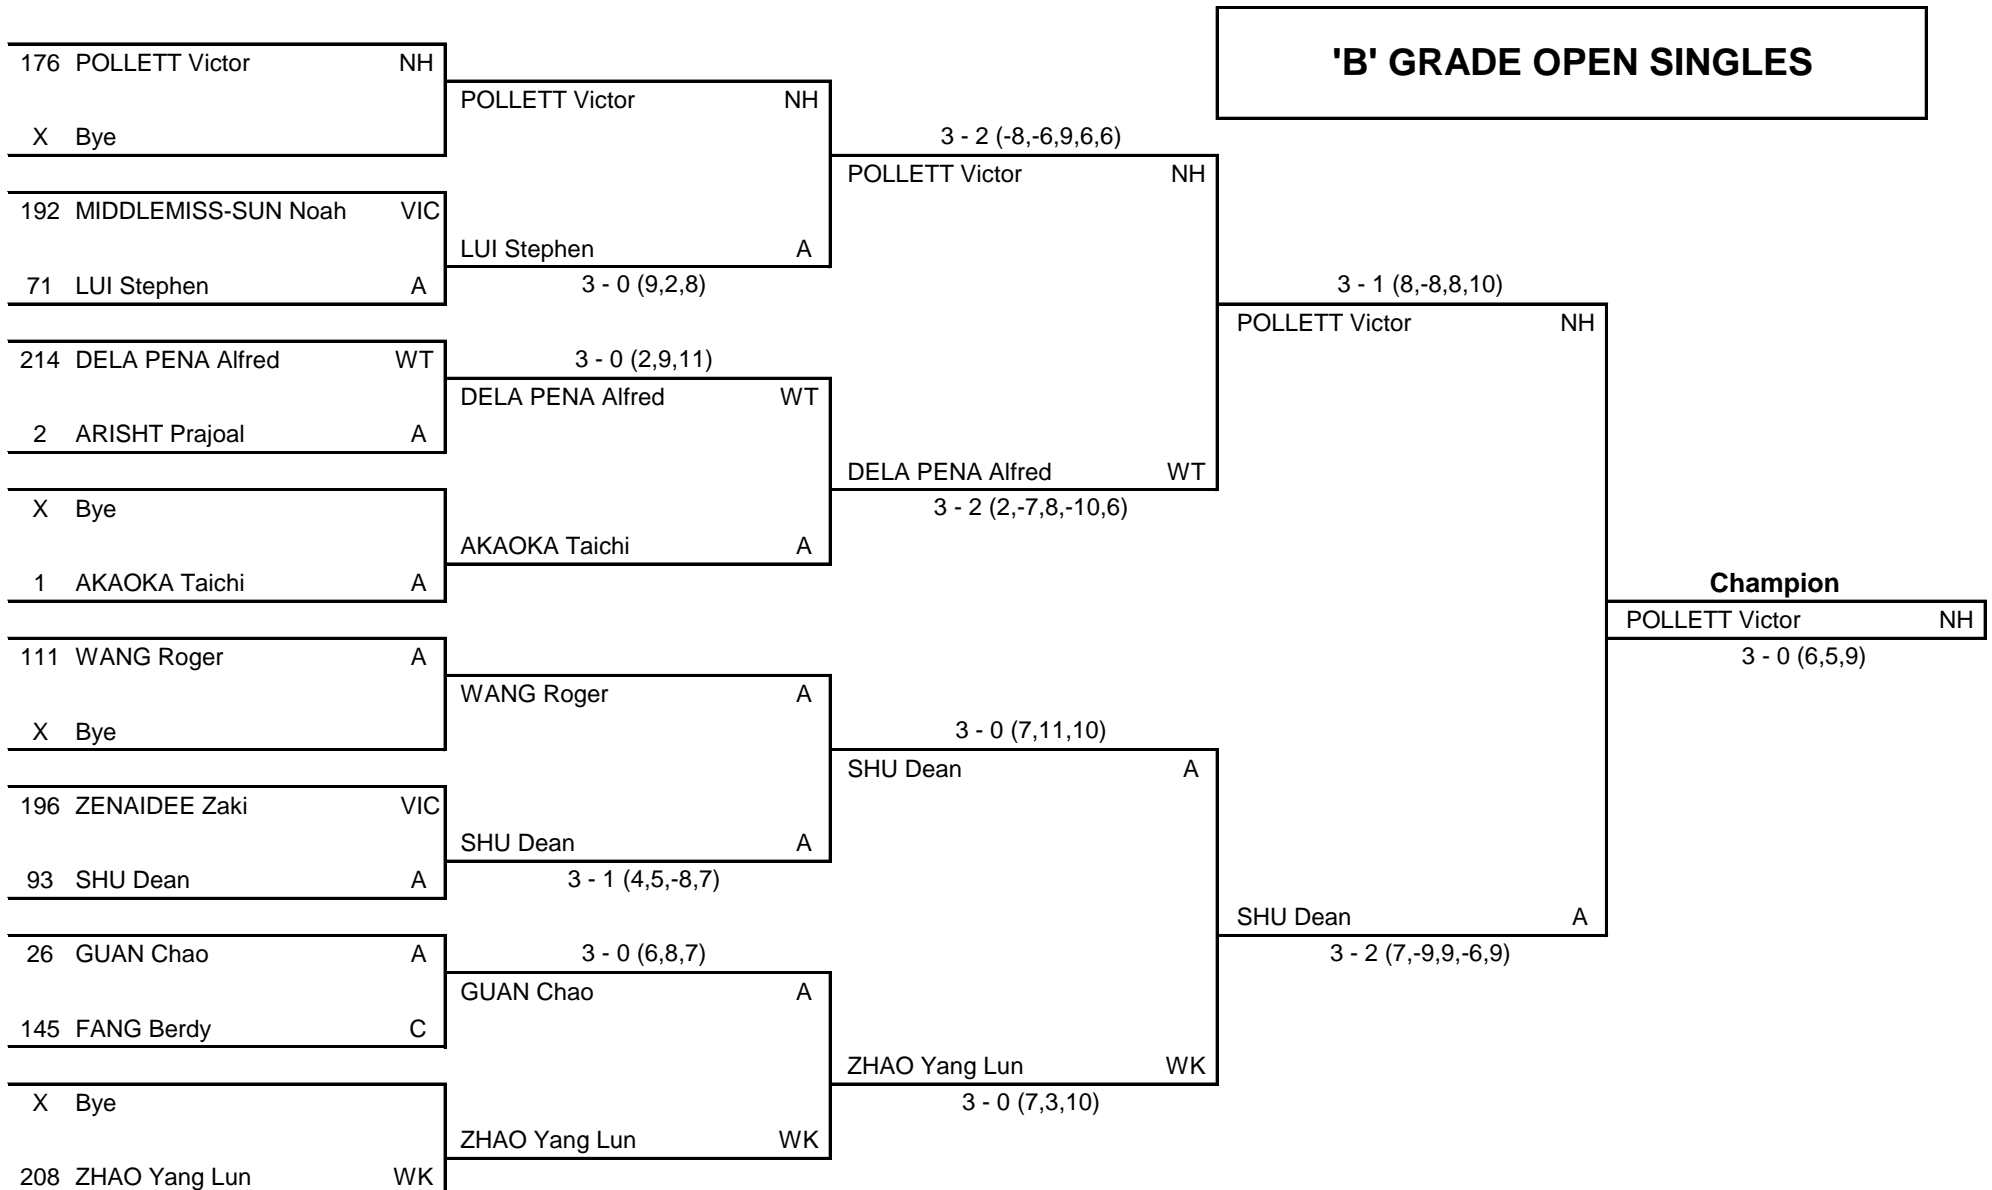 'B' GRADE OPEN SINGLES
176 POLLETT Victor NH
POLLETT Victor NH
X Bye
3 - 2 (-8,-6,9,6,6)
POLLETT Victor NH
192 MIDDLEMISS-SUN Noah VIC
LUI Stephen A
71 LUI Stephen A
3 - 0 (9,2,8)
3 - 1 (8,-8,8,10)
POLLETT Victor NH
214 DELA PENA Alfred WT
3 - 0 (2,9,11)
DELA PENA Alfred WT
2 ARISHT Prajoal A
DELA PENA Alfred WT
X Bye
3 - 2 (2,-7,8,-10,6)
AKAOKA Taichi A
1 AKAOKA Taichi A
Champion
POLLETT Victor NH
111 WANG Roger A
3 - 0 (6,5,9)
WANG Roger A
X Bye
3 - 0 (7,11,10)
SHU Dean A
196 ZENAIDEE Zaki VIC
SHU Dean A
93 SHU Dean A
3 - 1 (4,5,-8,7)
SHU Dean A
26 GUAN Chao A
3 - 0 (6,8,7)
3 - 2 (7,-9,9,-6,9)
GUAN Chao A
145 FANG Berdy C
ZHAO Yang Lun WK
X Bye
3 - 0 (7,3,10)
ZHAO Yang Lun WK
208 ZHAO Yang Lun WK